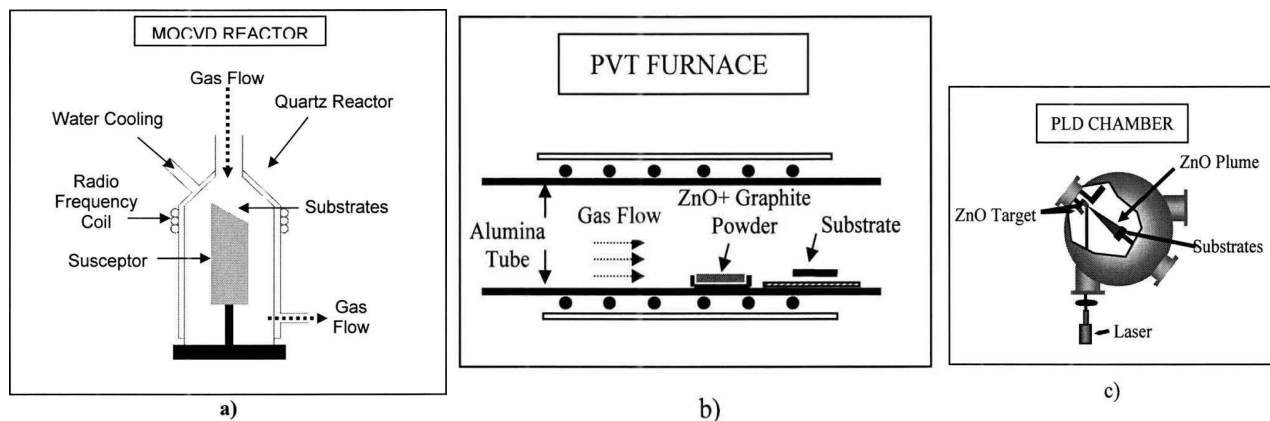 MOCVD REACTOR
Gas Flow
Quartz Reactor
Water Cooling
Radio
Frequency
Coil
Substrates
Susceptor
Gas
Flow
a)
PVT FURNACE
ZnO+ Graphite
Powder
Gas Flow
Substrate
Alumina
Tube
b)
PLD CHAMBER
ZnO Plume
ZnO Target
Substrates
Laser
c)